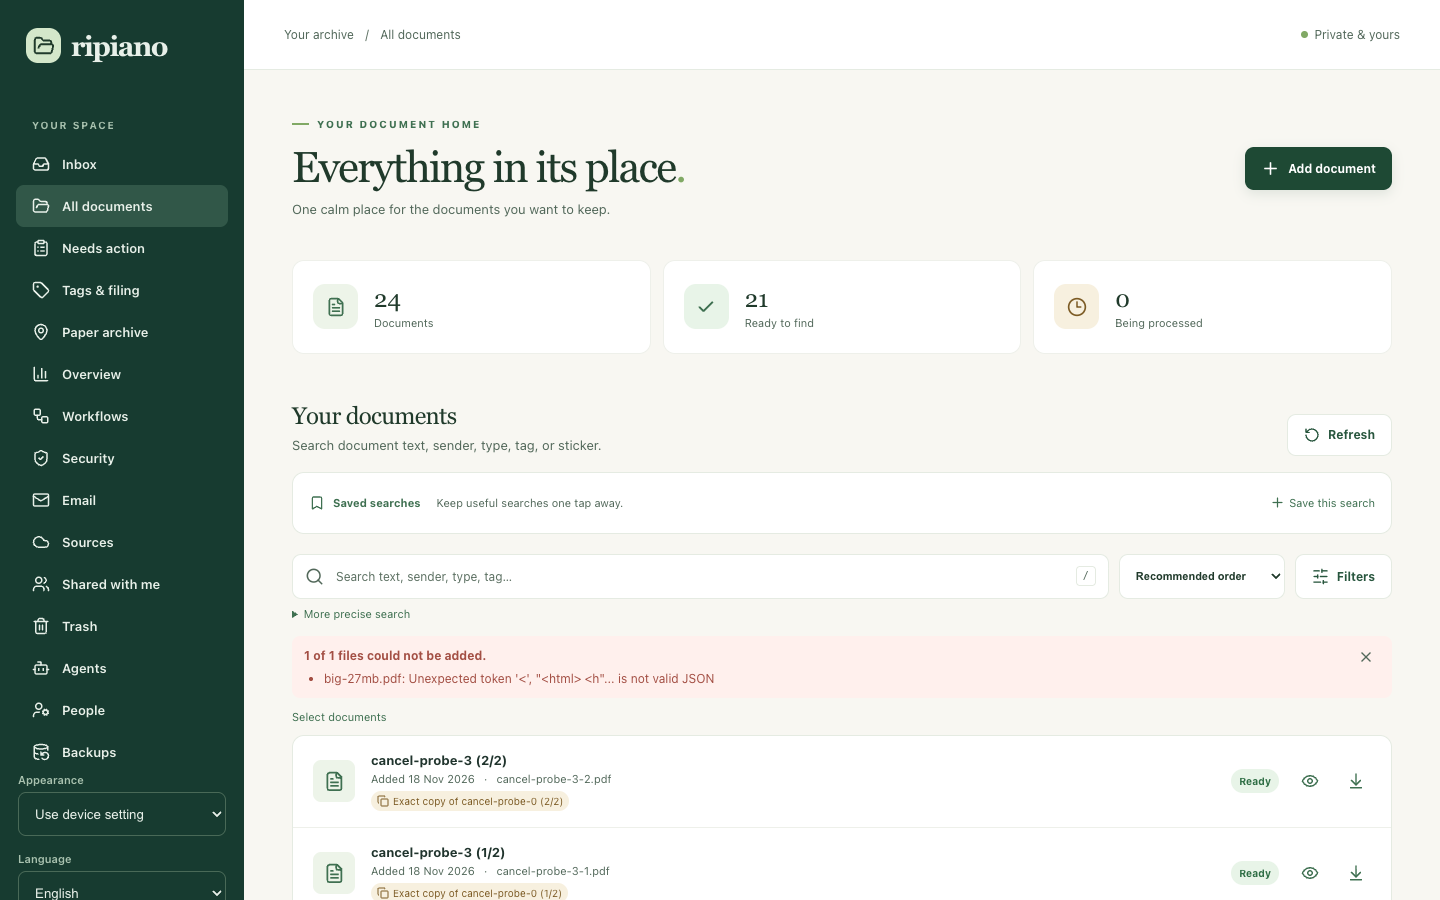 ripiano
Your archive / All documents
Private & yours
YOUR SPACE
Inbox
All documents
Needs action
Tags & filing
Paper archive
Overview
Workflows
Security
Email
Sources
Shared with me
Trash
Agents
People
Backups
Appearance
Use device setting
Language
English
YOUR DOCUMENT HOME
Everything in its place.
One calm place for the documents you want to keep.
Add document
24
Documents
21
Ready to find
0
Being processed
Your documents
Search document text, sender, type, tag, or sticker.
Refresh
Saved searches Keep useful searches one tap away.
Save this search
Search text, sender, type, tag... /
Recommended order
Filters
More precise search
1 of 1 files could not be added.
• big-27mb.pdf: Unexpected token '<', "<html> <h"... is not valid JSON
Select documents
cancel-probe-3 (2/2)
Added 18 Nov 2026 · cancel-probe-3-2.pdf
Exact copy of cancel-probe-0 (2/2)
Ready
cancel-probe-3 (1/2)
Added 18 Nov 2026 · cancel-probe-3-1.pdf
Exact copy of cancel-probe-0 (1/2)
Ready